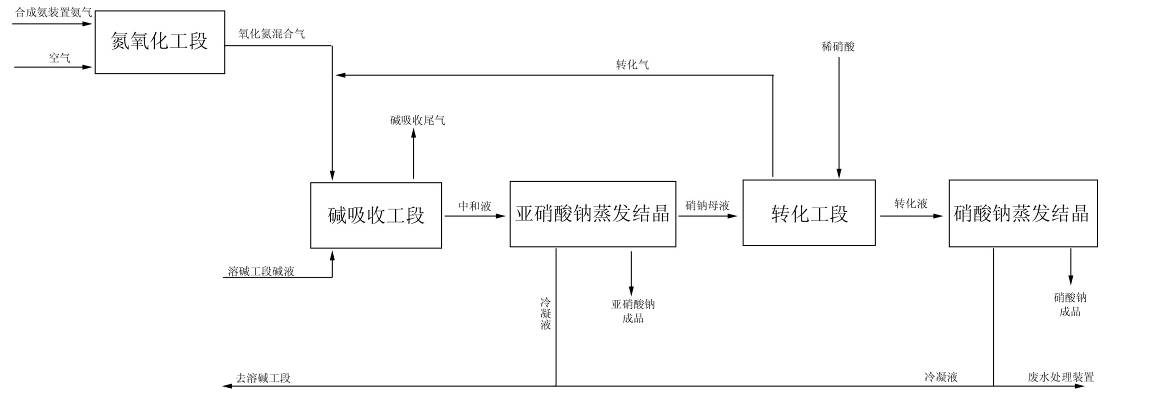 合成氨装置氨气
空气
氮氧化工段
氧化氮混合气
转化气
稀硝酸
碱吸收尾气
碱吸收工段
中和液
亚硝酸钠蒸发结晶
硝钠母液
转化工段
转化液
硝酸钠蒸发结晶
溶碱工段碱液
冷凝液
亚硝酸钠
成品
硝酸钠
成品
去溶碱工段
冷凝液
废水处理装置